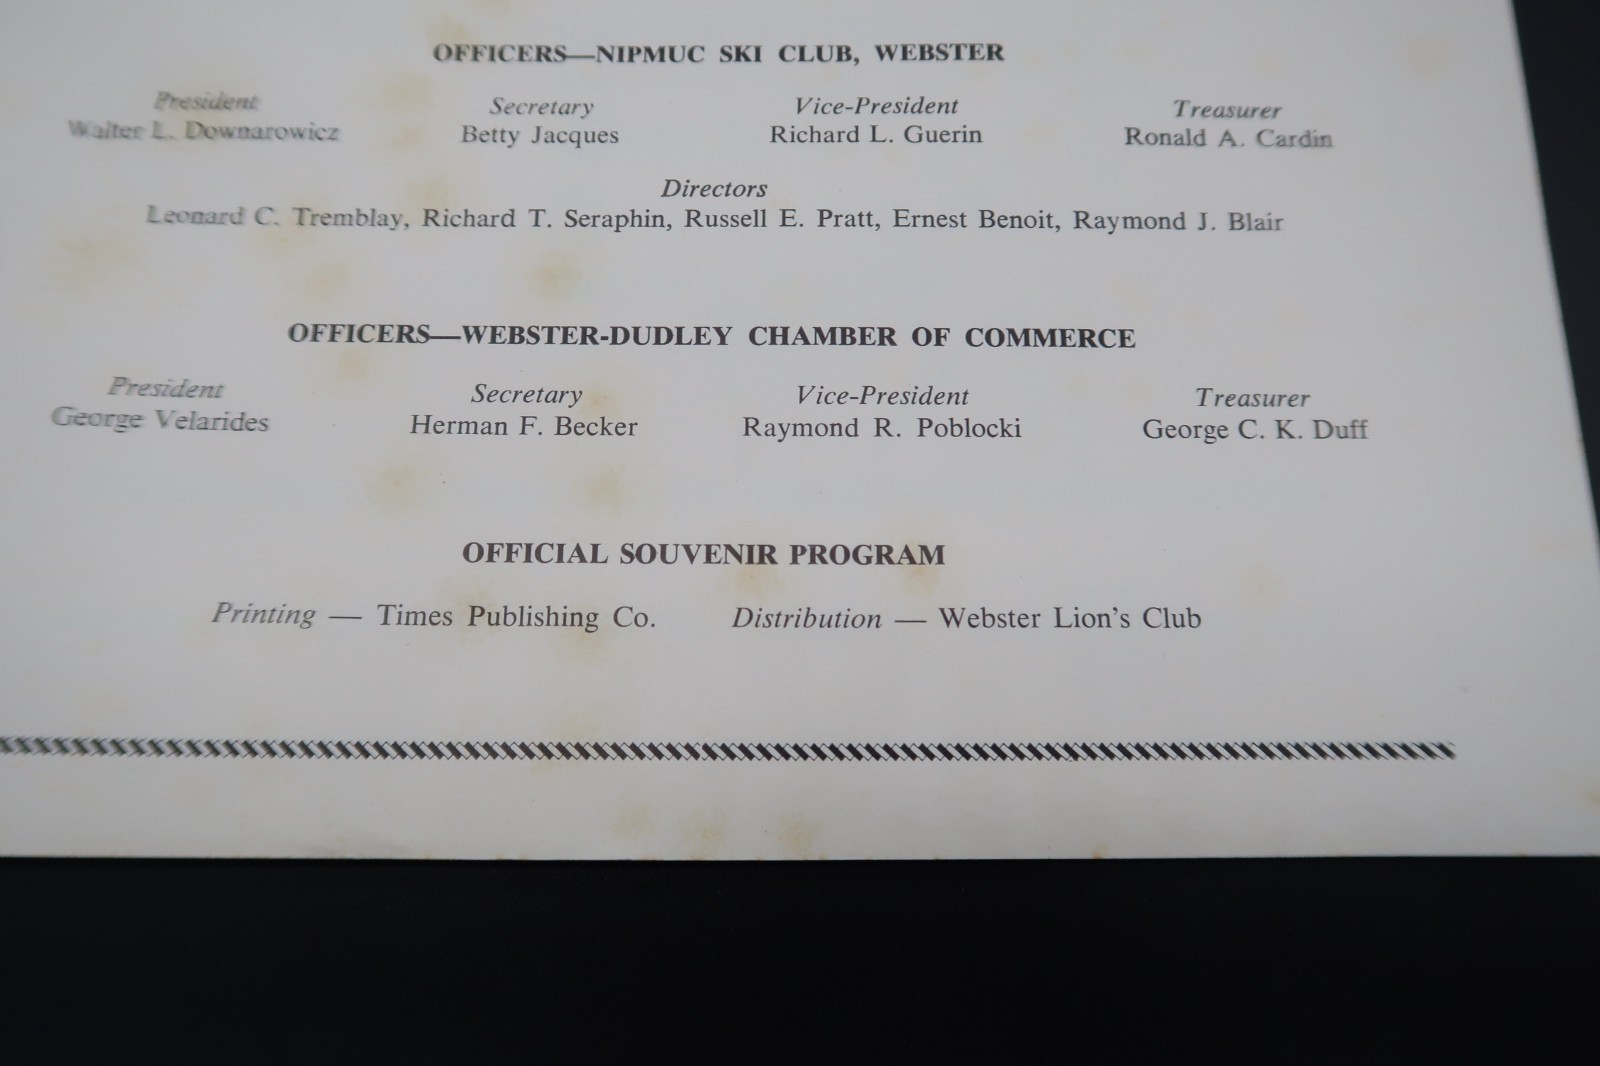 OFFICERS—NIPMUC SKI CLUB, WEBSTER
President Secretary Vice-President Treasurer
Walter L. Downarowicz Betty Jacques Richard L. Guerin Ronald A. Cardin
Directors
Leonard C. Tremblay, Richard T. Seraphin, Russell E. Pratt, Ernest Benoit, Raymond J. Blair
OFFICERS—WEBSTER-DUDLEY CHAMBER OF COMMERCE
President Secretary Vice-President Treasurer
George Velarides Herman F. Becker Raymond R. Poblocki George C. K. Duff
OFFICIAL SOUVENIR PROGRAM
Printing — Times Publishing Co. Distribution — Webster Lion's Club